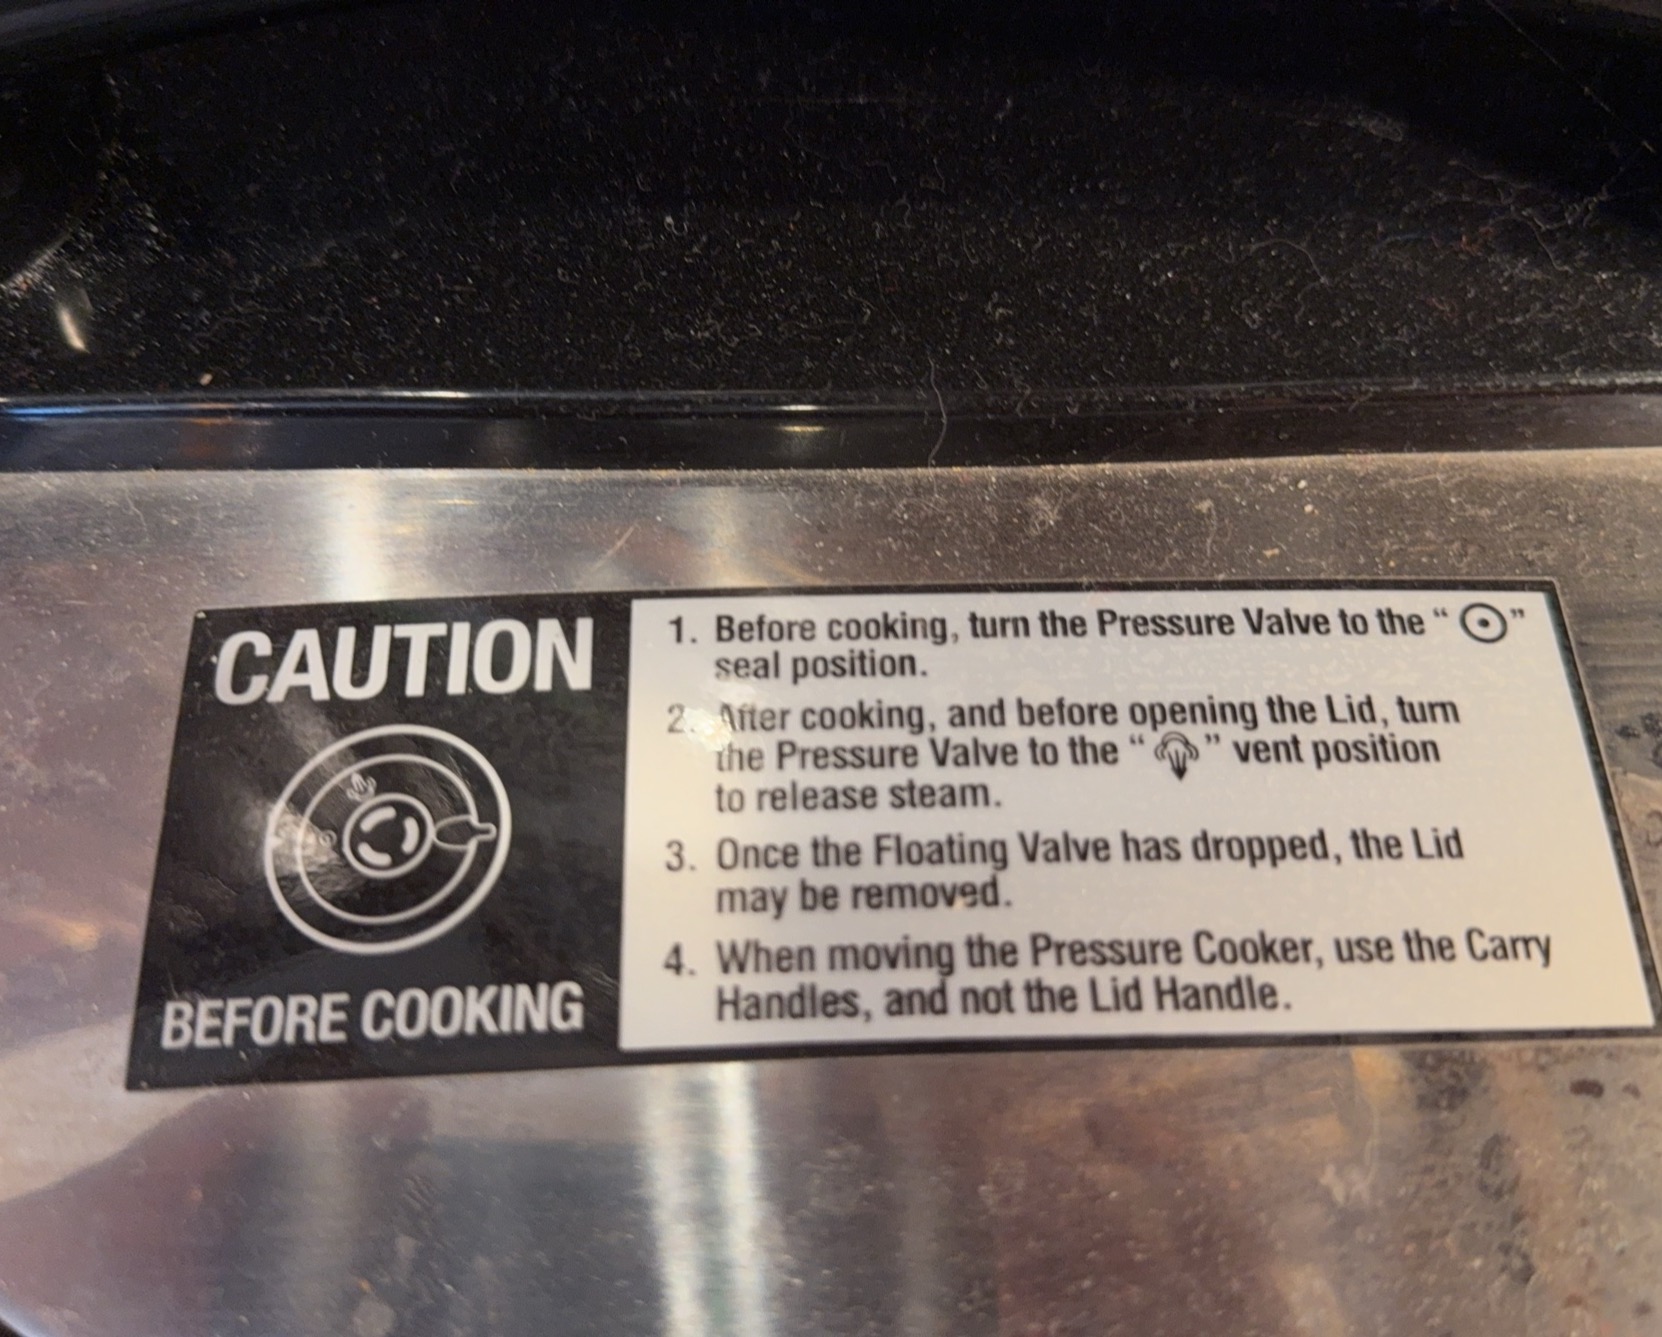 CAUTION
BEFORE COOKING
1. Before cooking, turn the Pressure Valve to the “ ⊙ ”
seal position.
2. After cooking, and before opening the Lid, turn
the Pressure Valve to the “ ” vent position
to release steam.
3. Once the Floating Valve has dropped, the Lid
may be removed.
4. When moving the Pressure Cooker, use the Carry
Handles, and not the Lid Handle.